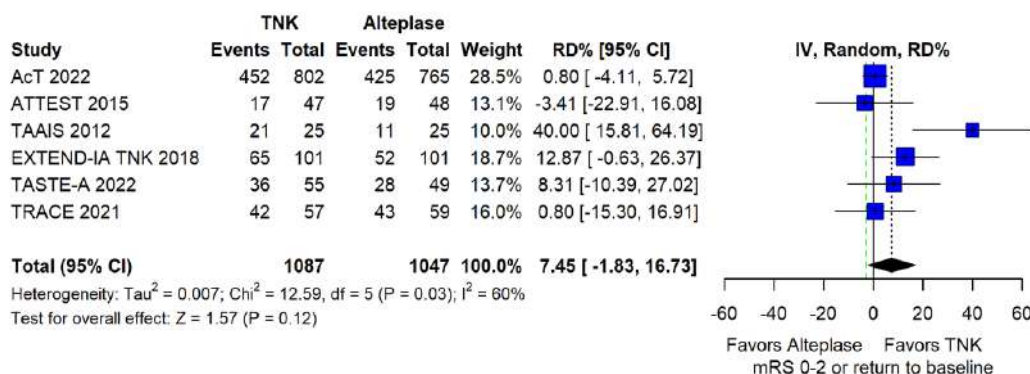 TNK Alteplase
Study Events Total Events Total Weight RD% [95% CI] IV, Random, RD%
AcT 2022 452 802 425 765 28.5% 0.80 [ -4.11, 5.72]
ATTEST 2015 17 47 19 48 13.1% -3.41 [-22.91, 16.08]
TAAIS 2012 21 25 11 25 10.0% 40.00 [ 15.81, 64.19]
EXTEND-IA TNK 2018 65 101 52 101 18.7% 12.87 [ -0.63, 26.37]
TASTE-A 2022 36 55 28 49 13.7% 8.31 [-10.39, 27.02]
TRACE 2021 42 57 43 59 16.0% 0.80 [-15.30, 16.91]
Total (95% CI) 1087 1047 100.0% 7.45 [ -1.83, 16.73]
Heterogeneity: Tau² = 0.007; Chi² = 12.59, df = 5 (P = 0.03); I² = 60%
Test for overall effect: Z = 1.57 (P = 0.12)
-60 -40 -20 0 20 40 60
Favors Alteplase Favors TNK
mRS 0-2 or return to baseline